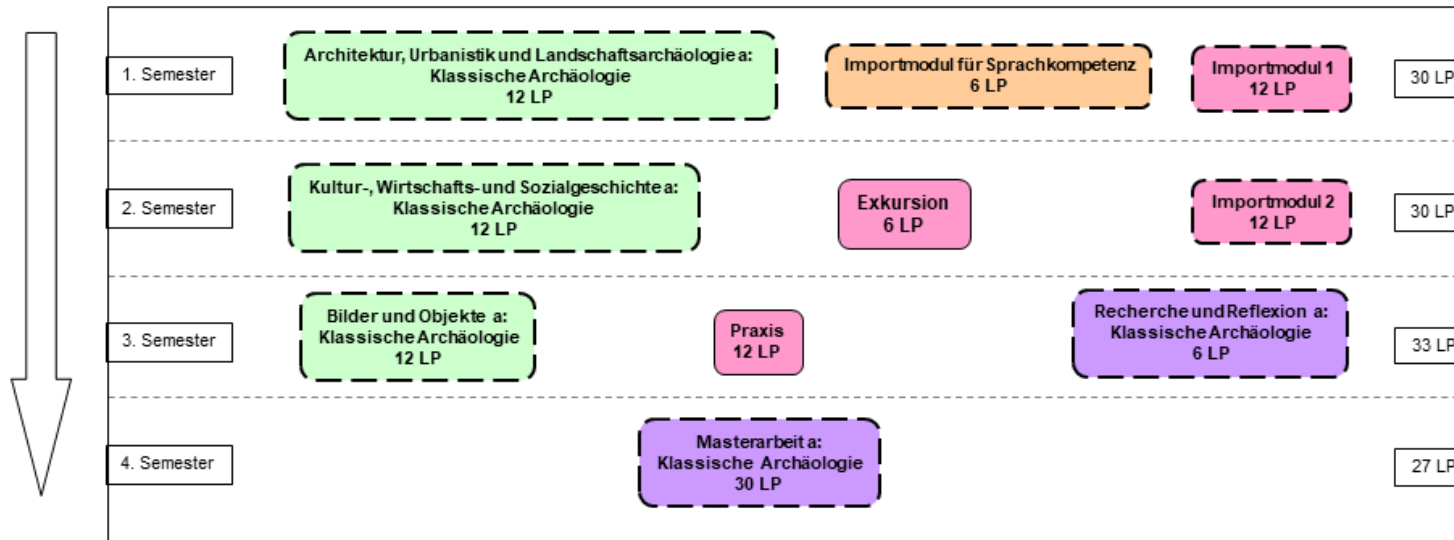 1. Semester
Architektur, Urbanistik und Landschaftsarchäologie a:
Klassische Archäologie
12 LP
Importmodul für Sprachkompetenz
6 LP
Importmodul 1
12 LP
30 LP
2. Semester
Kultur-, Wirtschafts- und Sozialgeschichte a:
Klassische Archäologie
12 LP
Exkursion
6 LP
Importmodul 2
12 LP
30 LP
3. Semester
Bilder und Objekte a:
Klassische Archäologie
12 LP
Praxis
12 LP
Recherche und Reflexion a:
Klassische Archäologie
6 LP
33 LP
4. Semester
Masterarbeit a:
Klassische Archäologie
30 LP
27 LP